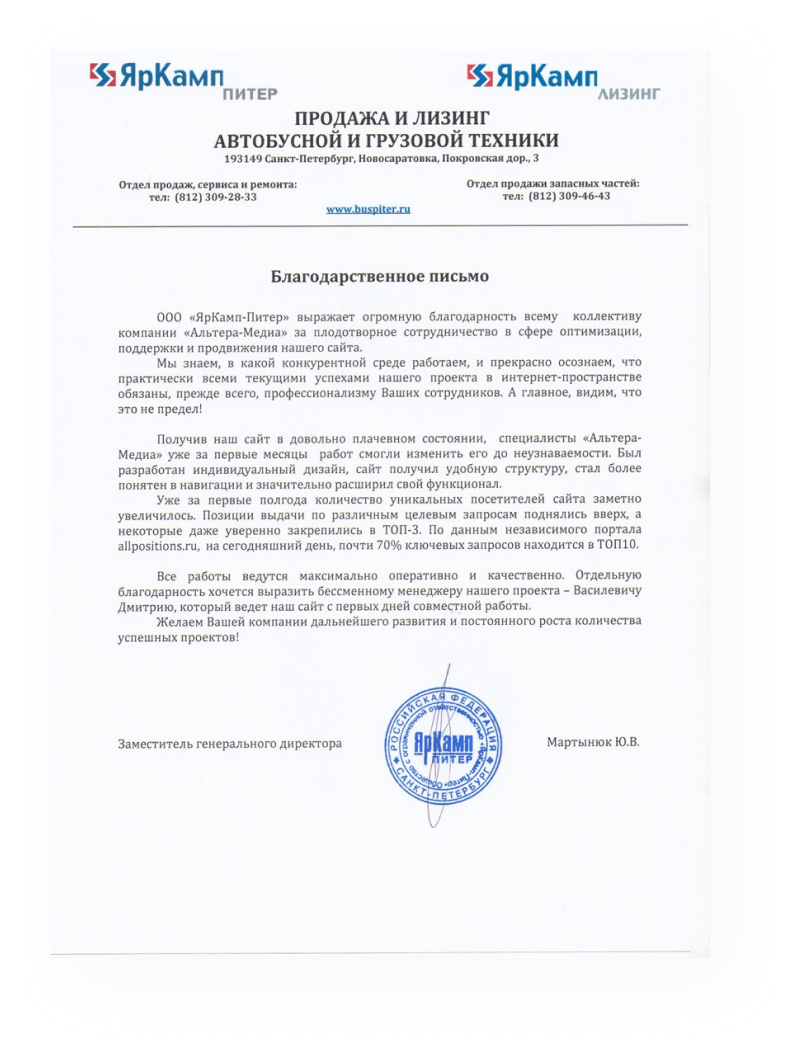 ЯрКамп
ПИТЕР
ЯрКамп
ЛИЗИНГ
ПРОДАЖА И ЛИЗИНГ
АВТОБУСНОЙ И ГРУЗОВОЙ ТЕХНИКИ
193149 Санкт-Петербург, Новосаратовка, Покровская дор., 3
Отдел продаж, сервиса и ремонта:
тел: (812) 309-28-33
Отдел продажи запасных частей:
тел: (812) 309-46-43
www.buspiter.ru
Благодарственное письмо
ООО «ЯрКамп-Питер» выражает огромную благодарность всему коллективу
компании «Альтера-Медиа» за плодотворное сотрудничество в сфере оптимизации,
поддержки и продвижения нашего сайта.
Мы знаем, в какой конкурентной среде работаем, и прекрасно осознаем, что
практически всеми текущими успехами нашего проекта в интернет-пространстве
обязаны, прежде всего, профессионализму Ваших сотрудников. А главное, видим, что
это не предел!
Получив наш сайт в довольно плачевном состоянии, специалисты «Альтера-
Медиа» уже за первые месяцы работ смогли изменить его до неузнаваемости. Был
разработан индивидуальный дизайн, сайт получил удобную структуру, стал более
понятен в навигации и значительно расширил свой функционал.
Уже за первые полгода количество уникальных посетителей сайта заметно
увеличилось. Позиции выдачи по различным целевым запросам поднялись вверх, а
некоторые даже уверенно закрепились в ТОП-3. По данным независимого портала
allpositions.ru, на сегодняшний день, почти 70% ключевых запросов находится в ТОП10.
Все работы ведутся максимально оперативно и качественно. Отдельную
благодарность хочется выразить бессменному менеджеру нашего проекта – Василевичу
Дмитрию, который ведет наш сайт с первых дней совместной работы.
Желаем Вашей компании дальнейшего развития и постоянного роста количества
успешных проектов!
Заместитель генерального директора
РОССИЙСКАЯ ФЕДЕРАЦИЯ
САНКТ-ПЕТЕРБУРГ
Общество с ограниченной ответственностью «ЯрКамп-Питер»
ЯрКамп
ПИТЕР
Мартынюк Ю.В.